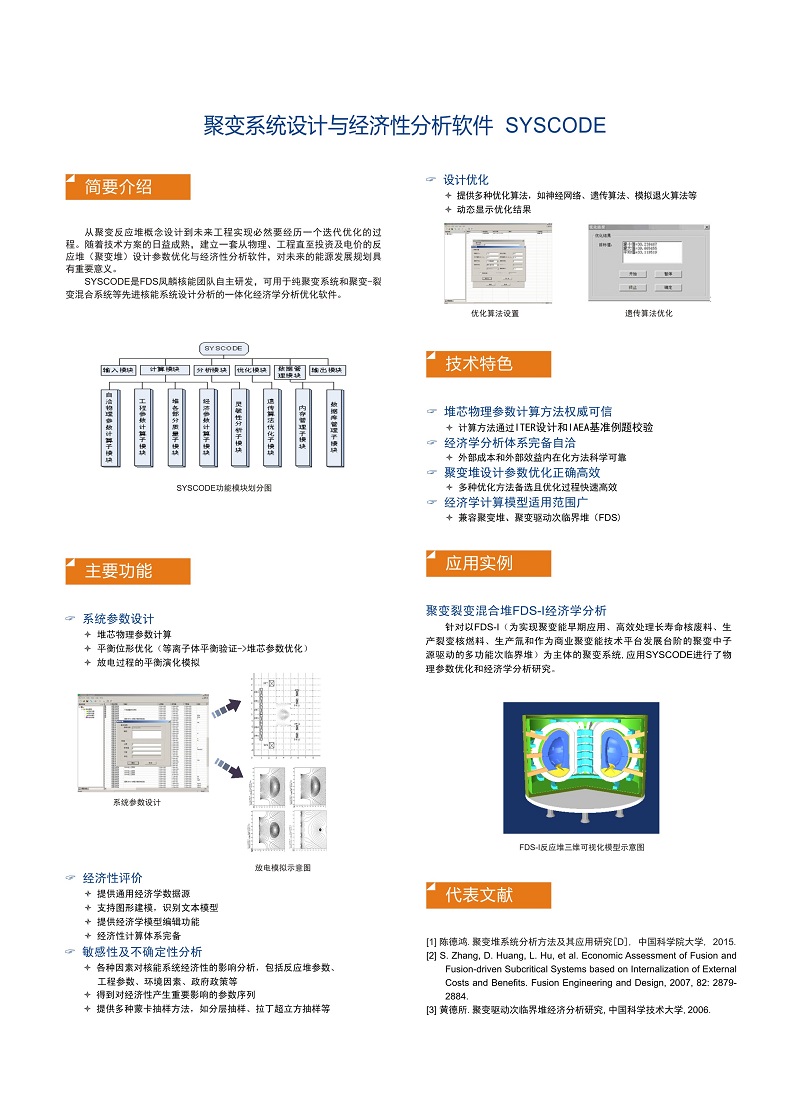 聚变系统设计与经济性分析软件 SYSCODE
简要介绍
从聚变反应堆概念设计到未来工程实现必然要经历一个迭代优化的过
程。随着技术方案的日益成熟，建立一套从物理、工程直至投资及电价的反
应堆（聚变堆）设计参数优化与经济性分析软件，对未来的能源发展规划具
有重要意义。
SYSCODE是FDS凤麟核能团队自主研发，可用于纯聚变系统和聚变-裂
变混合系统等先进核能系统设计分析的一体化经济学分析优化软件。
SYSCODE
输入模块 计算模块 分析模块 优化模块 数据管理模块 输出模块
自洽物理参数计算子模块
工程参数计算子模块
堆各部分质量子模块
经济参数计算子模块
灵敏性分析子模块
遗传算法优化子模块
内存管理子模块
数据库管理子模块
SYSCODE功能模块划分图
主要功能
系统参数设计
堆芯物理参数计算
平衡位形优化（等离子体平衡验证->堆芯参数优化）
放电过程的平衡演化模拟
系统参数设计
放电模拟示意图
经济性评价
提供通用经济学数据源
支持图形建模，识别文本模型
提供经济学模型编辑功能
经济性计算体系完备
敏感性及不确定性分析
各种因素对核能系统经济性的影响分析，包括反应堆参数、
工程参数、环境因素、政府政策等
得到对经济性产生重要影响的参数序列
提供多种蒙卡抽样方法，如分层抽样、拉丁超立方抽样等
设计优化
提供多种优化算法，如神经网络、遗传算法、模拟退火算法等
动态显示优化结果
优化结果
目标值：
开始 暂停
终止 确定
优化算法设置
遗传算法优化
技术特色
堆芯物理参数计算方法权威可信
计算方法通过ITER设计和IAEA基准例题校验
经济学分析体系完备自洽
外部成本和外部效益内在化方法科学可靠
聚变堆设计参数优化正确高效
多种优化方法备选且优化过程快速高效
经济学计算模型适用范围广
兼容聚变堆、聚变驱动次临界堆（FDS）
应用实例
聚变裂变混合堆FDS-I经济学分析
针对以FDS-I（为实现聚变能早期应用、高效处理长寿命核废料、生
产裂变核燃料、生产氚和作为商业聚变能技术平台发展台阶的聚变中子
源驱动的多功能次临界堆）为主体的聚变系统,应用SYSCODE进行了物
理参数优化和经济学分析研究。
FDS-I反应堆三维可视化模型示意图
代表文献
[1] 陈德鸿. 聚变堆系统分析方法及其应用研究[D]. 中国科学院大学, 2015.
[2] S. Zhang, D. Huang, L. Hu, et al. Economic Assessment of Fusion and
Fusion-driven Subcritical Systems based on Internalization of External
Costs and Benefits. Fusion Engineering and Design, 2007, 82: 2879-
2884.
[3] 黄德所. 聚变驱动次临界堆经济分析研究, 中国科学技术大学, 2006.